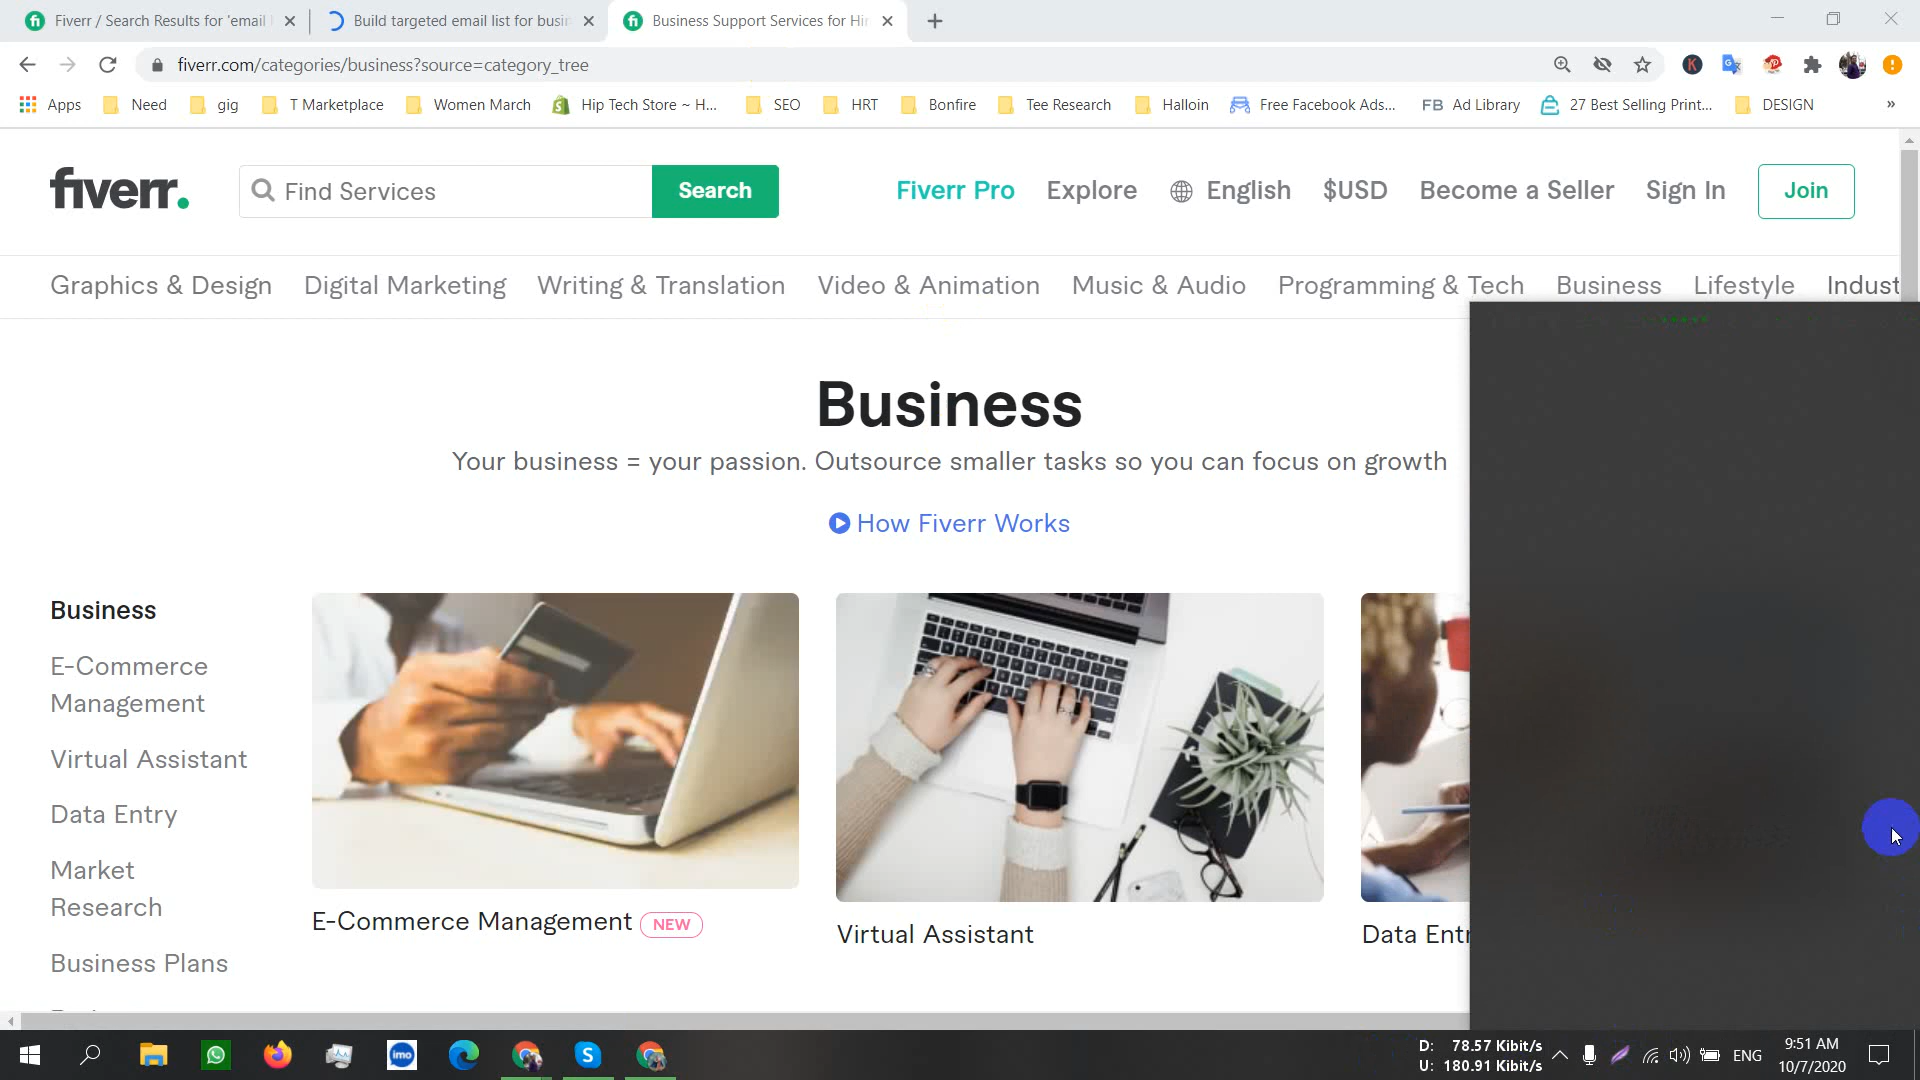 Fiverr / Search Results for 'email
Build targeted email list for busin
Business Support Services for Hir
fiverr.com/categories/business?source=category_tree
Apps
Need
gig
T Marketplace
Women March
Hip Tech Store ~ H...
SEO
HRT
Bonfire
Tee Research
Halloin
Free Facebook Ads...
FB Ad Library
27 Best Selling Print...
DESIGN
»
fiverr.
Find Services
Search
Fiverr Pro
Explore
English
$USD
Become a Seller
Sign In
Join
Graphics & Design
Digital Marketing
Writing & Translation
Video & Animation
Music & Audio
Programming & Tech
Business
Lifestyle
Indust
Business
Your business = your passion. Outsource smaller tasks so you can focus on growth
How Fiverr Works
Business
E-Commerce
Management
Virtual Assistant
Data Entry
Market
Research
Business Plans
E-Commerce Management NEW
Virtual Assistant
Data Entr
imo
D: 78.57 Kibit/s
U: 180.91 Kibit/s
ENG
9:51 AM
10/7/2020